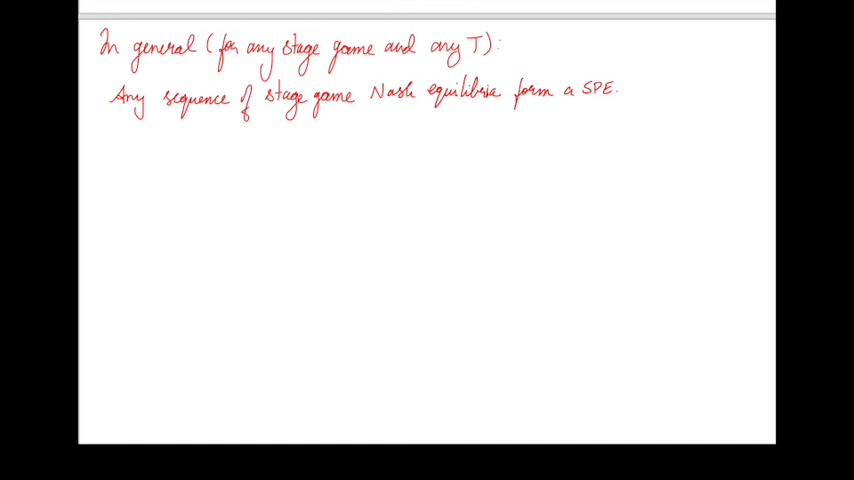 In general (for any stage game and any T):
Any sequence of stage game Nash equilibria form a SPE.